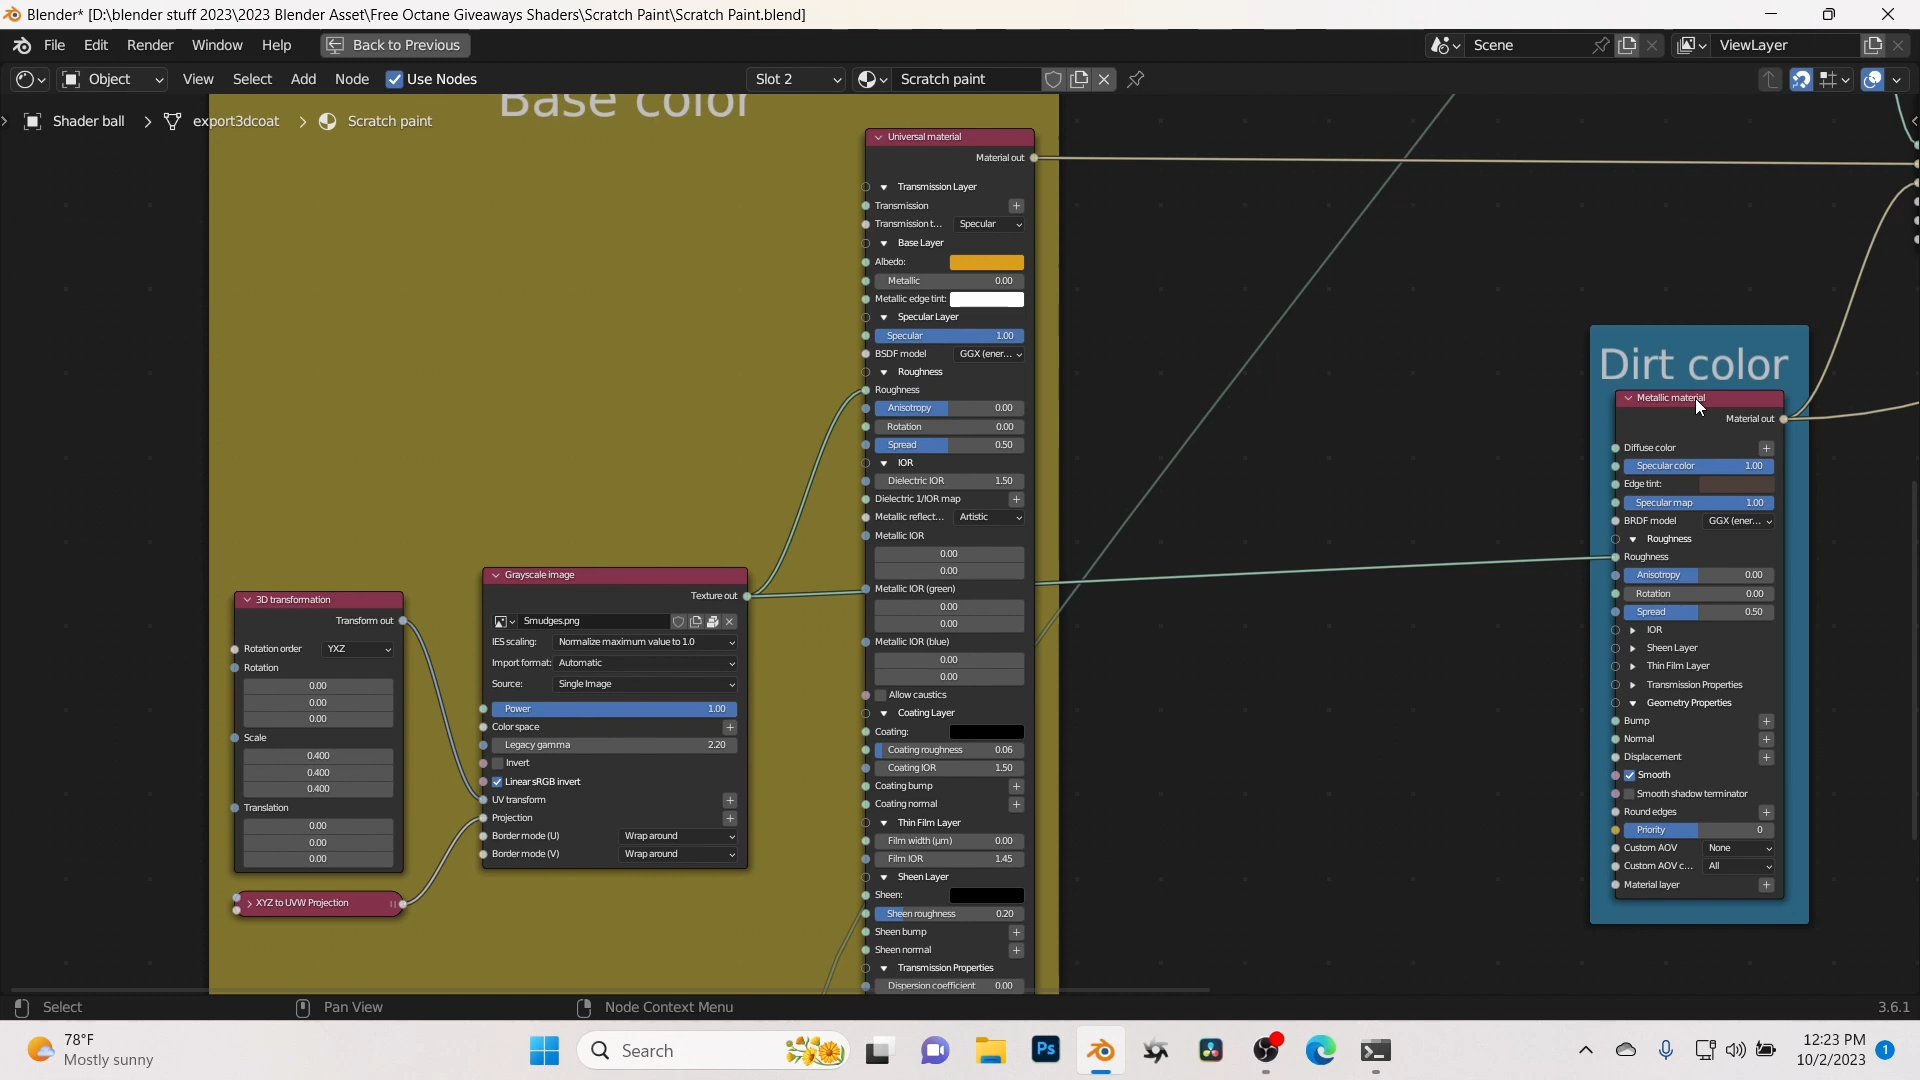 Blender* [D:\blender stuff 2023\2023 Blender Asset\Free Octane Giveaways Shaders\Scratch Paint\Scratch Paint.blend]
File Edit Render Window Help Back to Previous Scene ViewLayer
Object View Select Add Node Use Nodes Slot 2 Scratch paint
Base color
Shader ball export3dcoat Scratch paint
Universal material
Material out
Transmission Layer
Transmission
Transmission t... Specular
Base Layer
Albedo:
Metallic 0.00
Metallic edge tint:
Specular Layer
Specular 1.00
BSDF model GGX (ener...
Roughness
Roughness
Anisotropy 0.00
Rotation 0.00
Spread 0.50
IOR
Dielectric IOR 1.50
Dielectric 1/IOR map
Metallic reflect... Artistic
Metallic IOR
0.00
0.00
Metallic IOR (green)
0.00
0.00
Metallic IOR (blue)
0.00
0.00
Allow caustics
Coating Layer
Coating:
Coating roughness 0.06
Coating IOR 1.50
Coating bump
Coating normal
Thin Film Layer
Film width (µm) 0.00
Film IOR 1.45
Sheen Layer
Sheen:
Sheen roughness 0.20
Sheen bump
Sheen normal
Transmission Properties
Dispersion coefficient 0.00
3D transformation
Transform out
Rotation order YXZ
Rotation
0.00
0.00
0.00
Scale
0.400
0.400
0.400
Translation
0.00
0.00
0.00
XYZ to UVW Projection
Grayscale image
Texture out
Smudges.png
IES scaling: Normalize maximum value to 1.0
Import format: Automatic
Source: Single Image
Power 1.00
Color space
Legacy gamma 2.20
Invert
Linear sRGB invert
UV transform
Projection
Border mode (U) Wrap around
Border mode (V) Wrap around
Dirt color
Metallic material
Material out
Diffuse color
Specular color 1.00
Edge tint:
Specular map 1.00
BRDF model GGX (ener...
Roughness
Roughness
Anisotropy 0.00
Rotation 0.00
Spread 0.50
IOR
Sheen Layer
Thin Film Layer
Transmission Properties
Geometry Properties
Bump
Normal
Displacement
Smooth
Smooth shadow terminator
Round edges
Priority 0
Custom AOV None
Custom AOV c... All
Material layer
Select Pan View Node Context Menu 3.6.1
78°F
Mostly sunny
Search
Ps
12:23 PM
10/2/2023
1